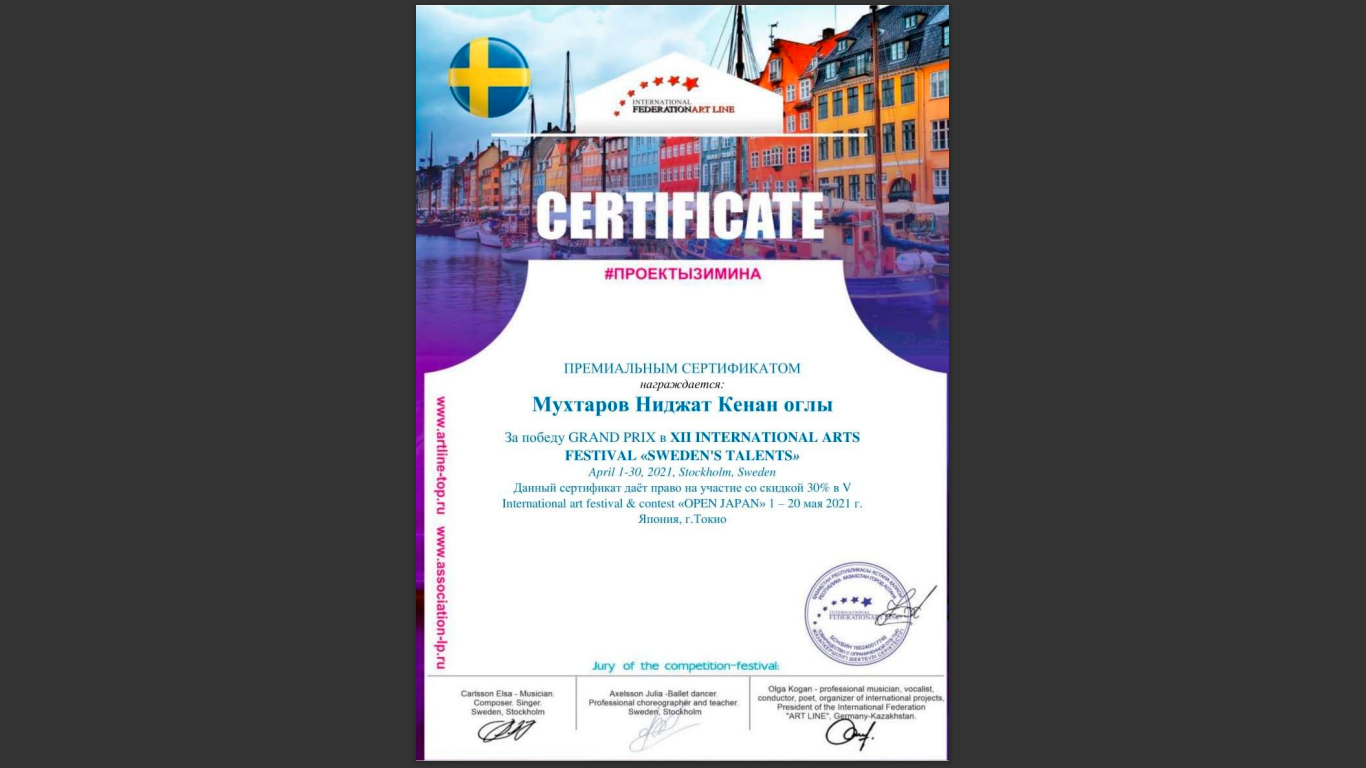 INTERNATIONAL
FEDERATIONART LINE
CERTIFICATE
#ПРОЕКТЫЗИМИНА
ПРЕМИАЛЬНЫМ СЕРТИФИКАТОМ
награждается:
Мухтаров Ниджат Кенан оглы
За победу GRAND PRIX в XII INTERNATIONAL ARTS
FESTIVAL «SWEDEN'S TALENTS»
April 1-30, 2021, Stockholm, Sweden
Данный сертификат даёт право на участие со скидкой 30% в V
International art festival & contest «OPEN JAPAN» 1 – 20 мая 2021 г.
Япония, г.Токио
www.artline-top.ru www.association-lp.ru
INTERNATIONAL
FEDERATIONART LINE
Jury of the competition-festival:
Carlsson Elsa - Musician.
Composer. Singer.
Sweden, Stockholm
Axelsson Julia -Ballet dancer.
Professional choreographer and teacher.
Sweden, Stockholm
Olga Kogan - professional musician, vocalist,
conductor, poet, organizer of international projects,
President of the International Federation
"ART LINE", Germany-Kazakhstan.